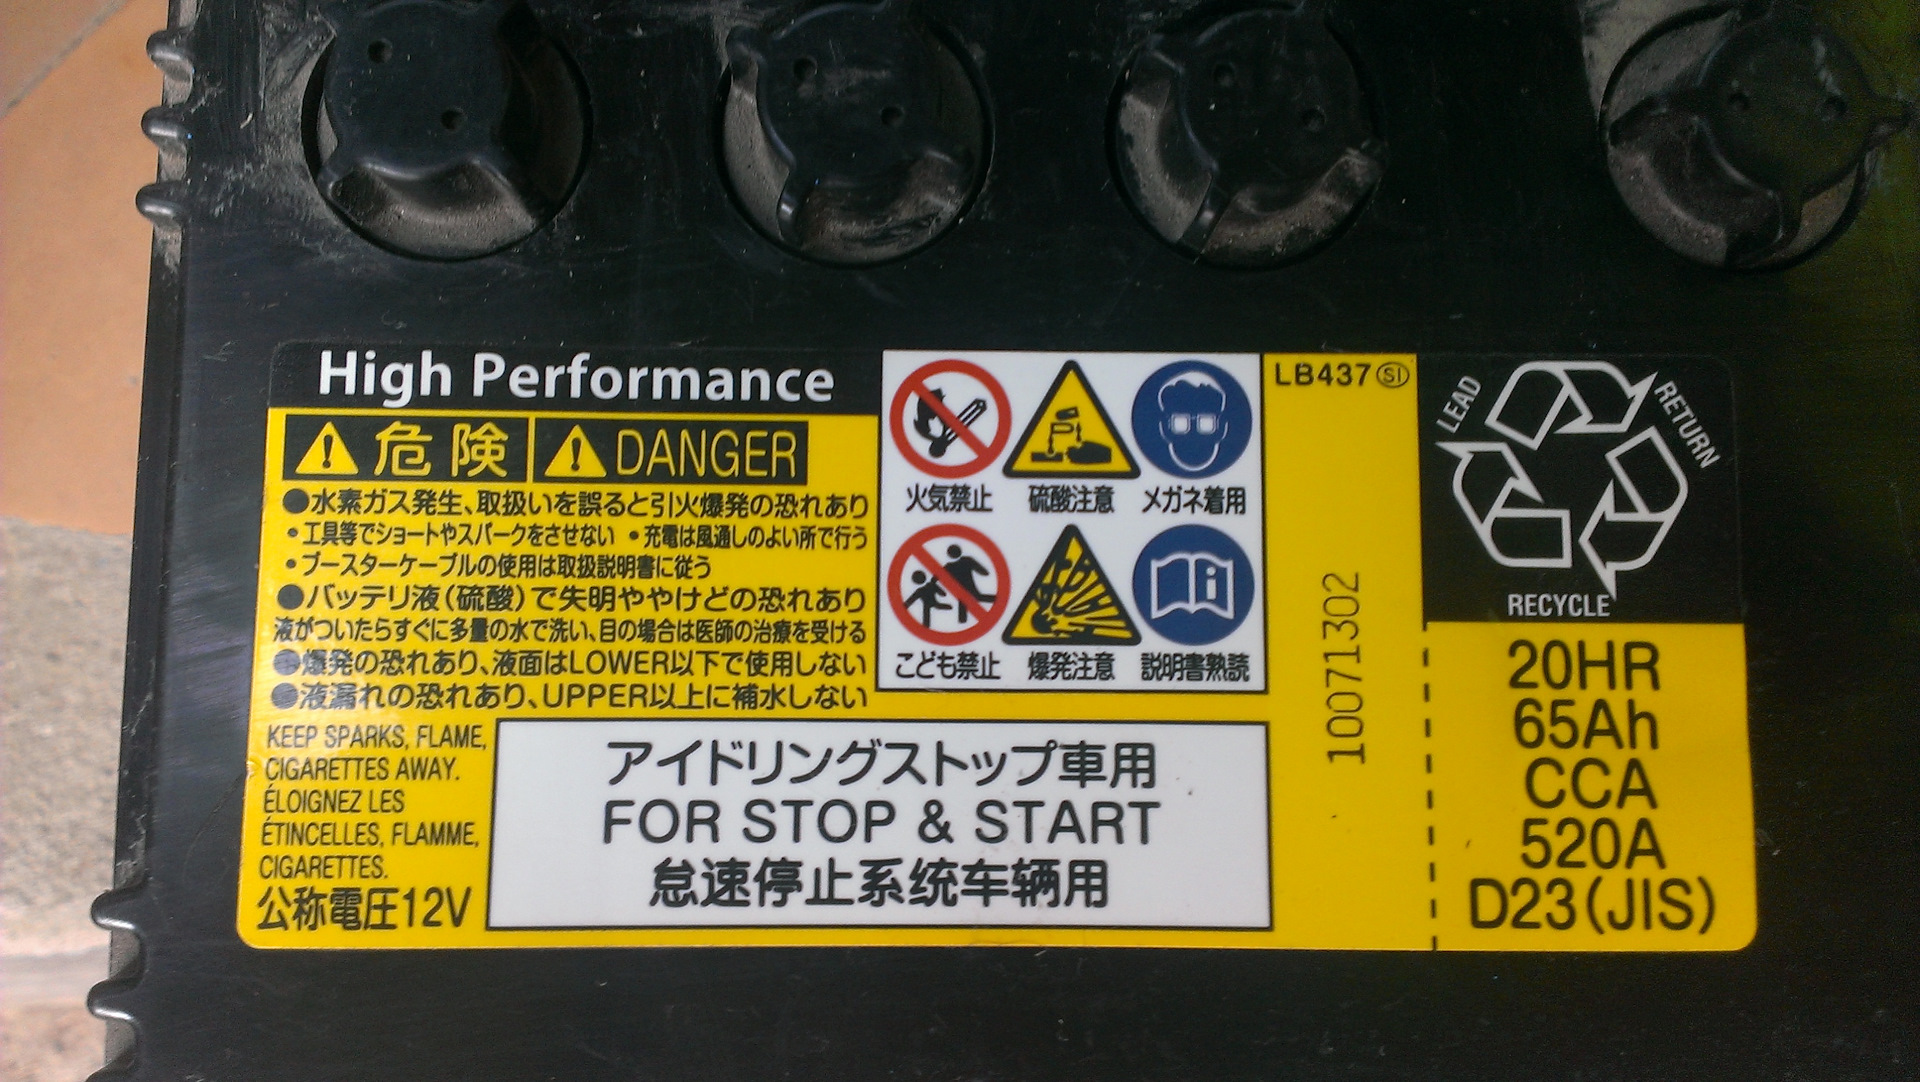 High Performance
危険 DANGER
●水素ガス発生、取扱いを誤ると引火爆発の恐れあり
・工具等でショートやスパークをさせない ・充電は風通しのよい所で行う
・ブースターケーブルの使用は取扱説明書に従う
●バッテリ液(硫酸)で失明ややけどの恐れあり
液がついたらすぐに多量の水で洗い、目の場合は医師の治療を受ける
●爆発の恐れあり、液面はLOWER以下で使用しない
●液漏れの恐れあり、UPPER以上に補水しない
KEEP SPARKS, FLAME,
CIGARETTES AWAY.
ÉLOIGNEZ LES
ÉTINCELLES, FLAMME,
CIGARETTES.
公称電圧12V
火気禁止 硫酸注意 メガネ着用
こども禁止 爆発注意 説明書熟読
アイドリングストップ車用
FOR STOP & START
怠速停止系统车辆用
LB437 SI
10071302
LEAD
RETURN
RECYCLE
20HR
65Ah
CCA
520A
D23(JIS)